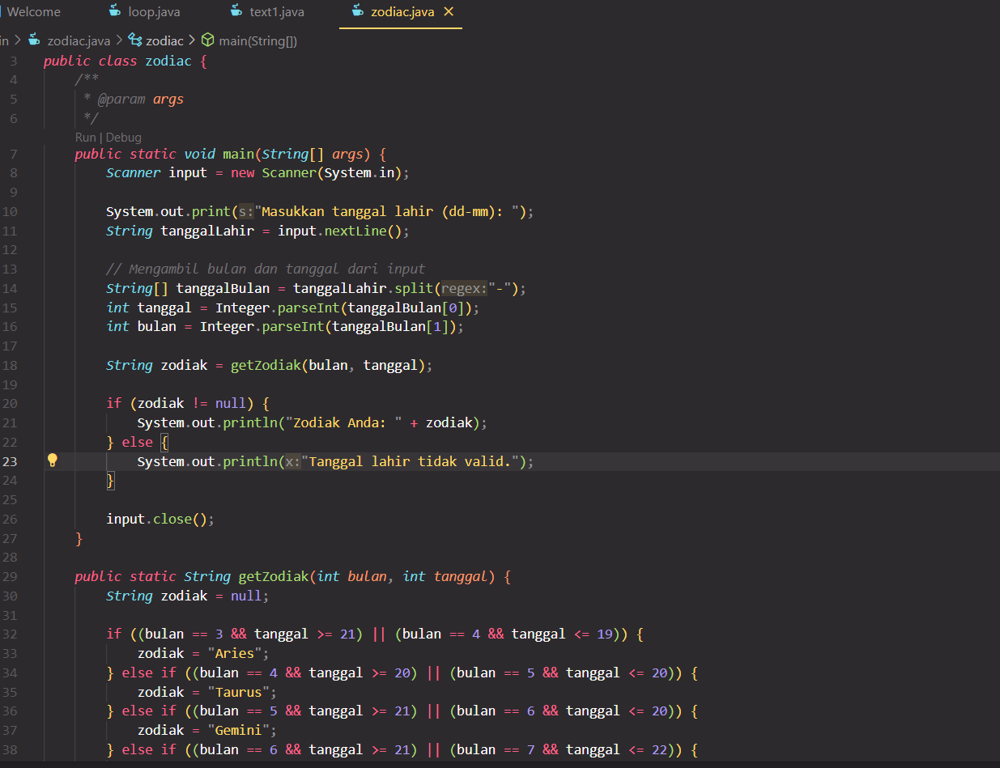 Welcome loop.java text1.java zodiac.java
in > zodiac.java > zodiac > main(String[])
3 public class zodiac {
4 /**
5 * @param args
6 */
Run | Debug
7 public static void main(String[] args) {
8 Scanner input = new Scanner(System.in);
9
10 System.out.print(s:"Masukkan tanggal lahir (dd-mm): ");
11 String tanggalLahir = input.nextLine();
12
13 // Mengambil bulan dan tanggal dari input
14 String[] tanggalBulan = tanggalLahir.split(regex:"-");
15 int tanggal = Integer.parseInt(tanggalBulan[0]);
16 int bulan = Integer.parseInt(tanggalBulan[1]);
17
18 String zodiak = getZodiak(bulan, tanggal);
19
20 if (zodiak != null) {
21 System.out.println("Zodiak Anda: " + zodiak);
22 } else {
23 System.out.println(x:"Tanggal lahir tidak valid.");
24 }
25
26 input.close();
27 }
28
29 public static String getZodiak(int bulan, int tanggal) {
30 String zodiak = null;
31
32 if ((bulan == 3 && tanggal >= 21) || (bulan == 4 && tanggal <= 19)) {
33 zodiak = "Aries";
34 } else if ((bulan == 4 && tanggal >= 20) || (bulan == 5 && tanggal <= 20)) {
35 zodiak = "Taurus";
36 } else if ((bulan == 5 && tanggal >= 21) || (bulan == 6 && tanggal <= 20)) {
37 zodiak = "Gemini";
38 } else if ((bulan == 6 && tanggal >= 21) || (bulan == 7 && tanggal <= 22)) {